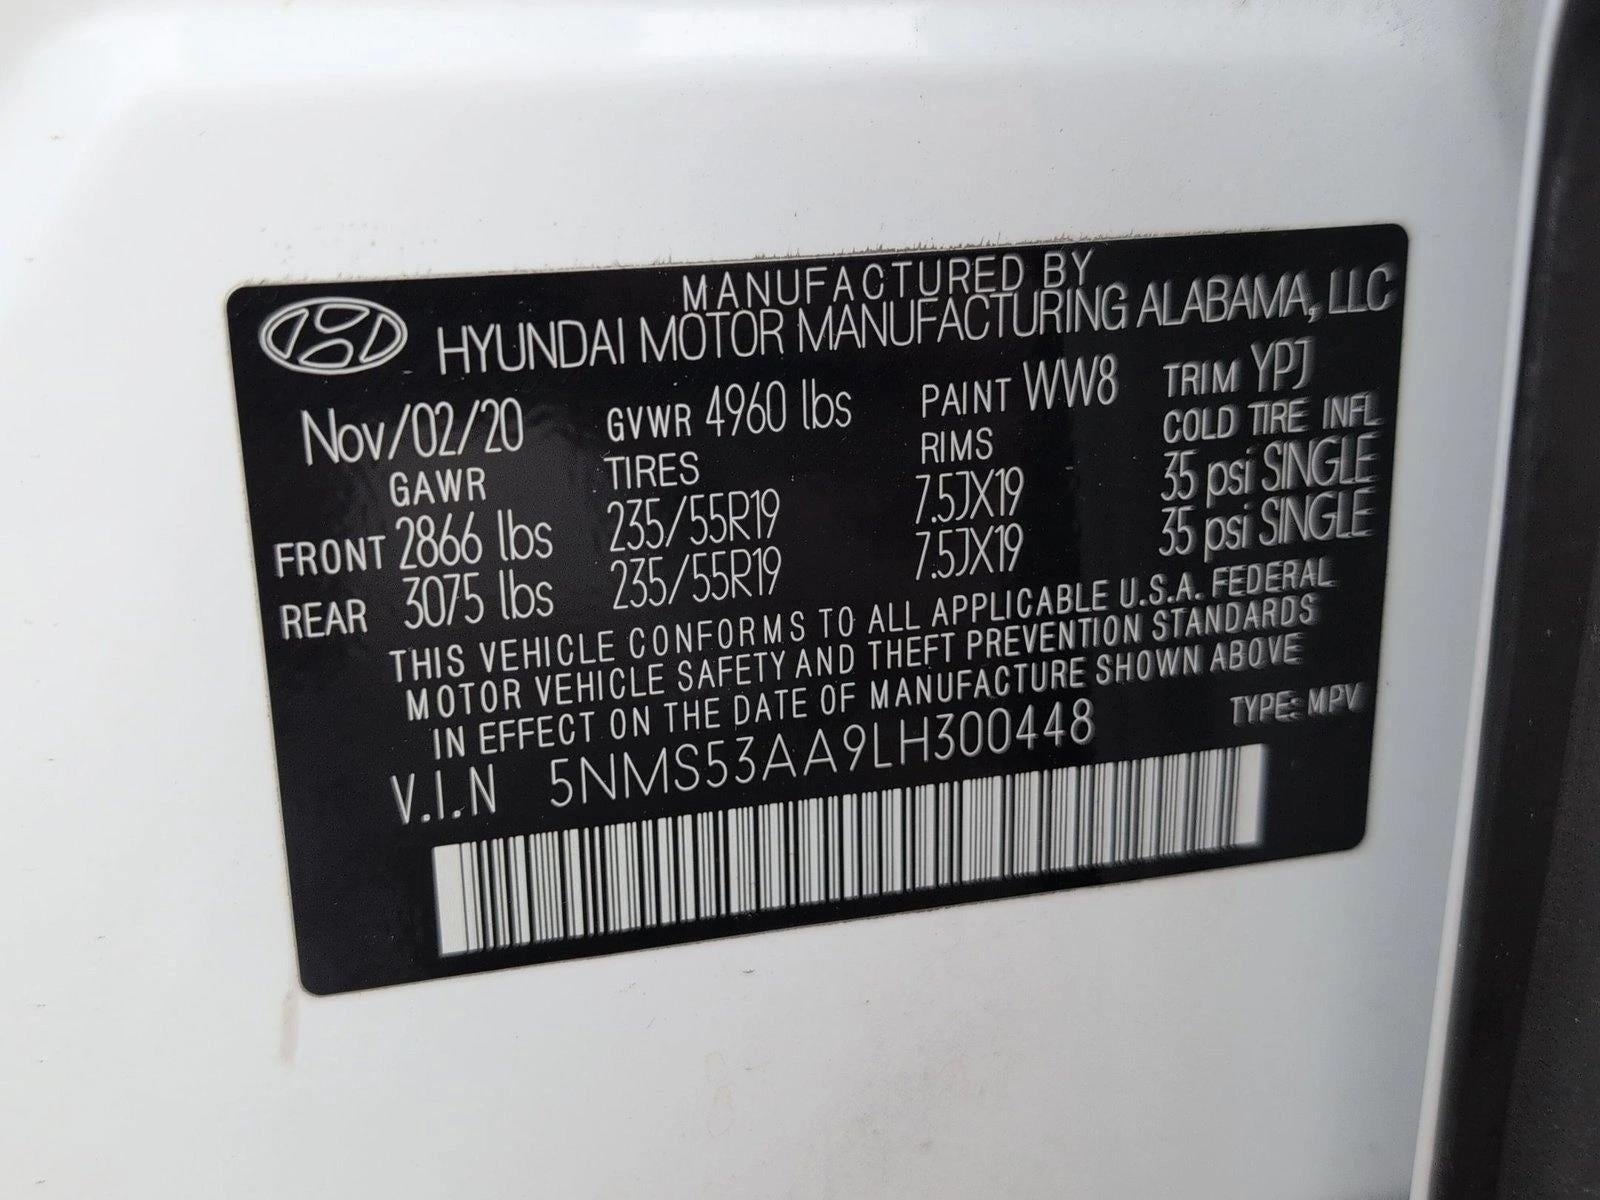 MANUFACTURED BY
HYUNDAI MOTOR MANUFACTURING ALABAMA, LLC
Nov/02/20 GVWR 4960 lbs PAINT WW8 TRIM YPJ
GAWR TIRES RIMS COLD TIRE INFL
FRONT 2866 lbs 235/55R19 7.5JX19 35 psi SINGLE
REAR 3075 lbs 235/55R19 7.5JX19 35 psi SINGLE
THIS VEHICLE CONFORMS TO ALL APPLICABLE U.S.A. FEDERAL
MOTOR VEHICLE SAFETY AND THEFT PREVENTION STANDARDS
IN EFFECT ON THE DATE OF MANUFACTURE SHOWN ABOVE
V.I.N 5NMS53AA9LH300448 TYPE: MPV